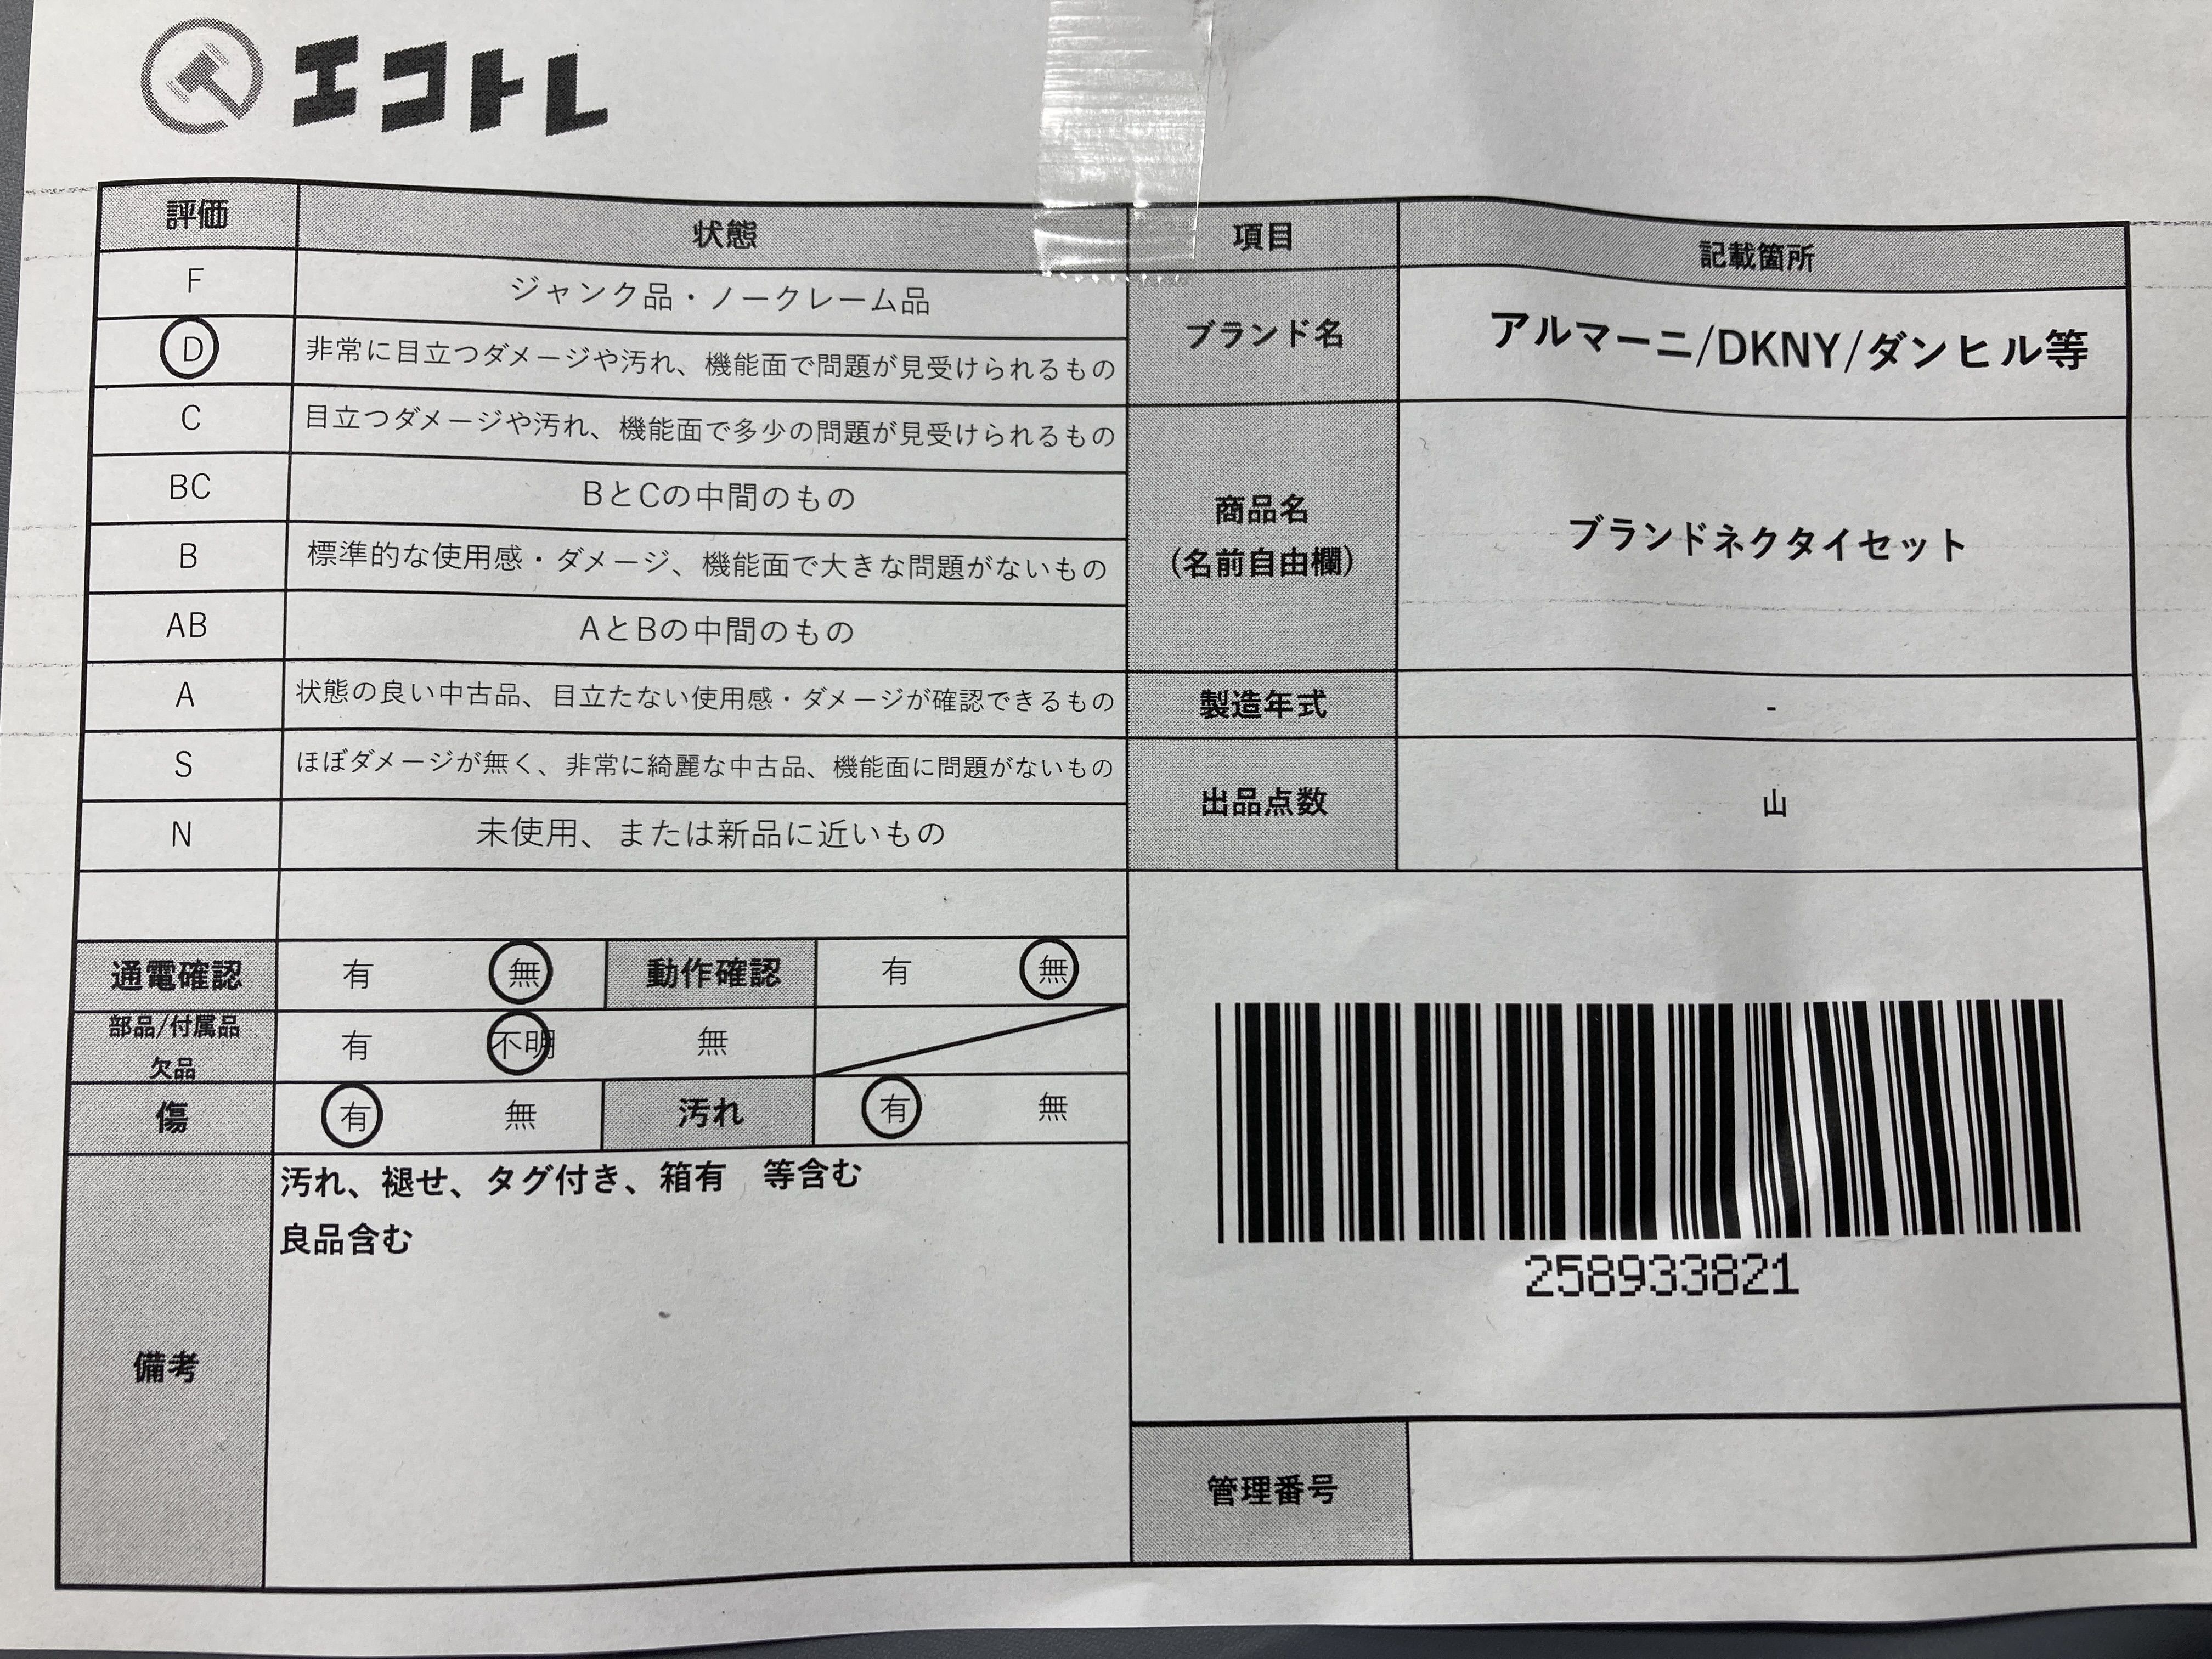 エコトレ
評価 状態 項目 記載箇所
F ジャンク品・ノークレーム品
D 非常に目立つダメージや汚れ、機能面で問題が見受けられるもの
ブランド名 アルマーニ/DKNY/ダンヒル等
C 目立つダメージや汚れ、機能面で多少の問題が見受けられるもの
BC BとCの中間のもの
商品名
(名前自由欄)
ブランドネクタイセット
B 標準的な使用感・ダメージ、機能面で大きな問題がないもの
AB AとBの中間のもの
A 状態の良い中古品、目立たない使用感・ダメージが確認できるもの
製造年式 -
S ほぼダメージが無く、非常に綺麗な中古品、機能面に問題がないもの
出品点数 山
N 未使用、または新品に近いもの
通電確認 有 無 動作確認 有 無
部品/付属品
欠品
有 不明 無
傷 有 無 汚れ 有 無
備考
汚れ、褪せ、タグ付き、箱有　等含む
良品含む
258933821
管理番号